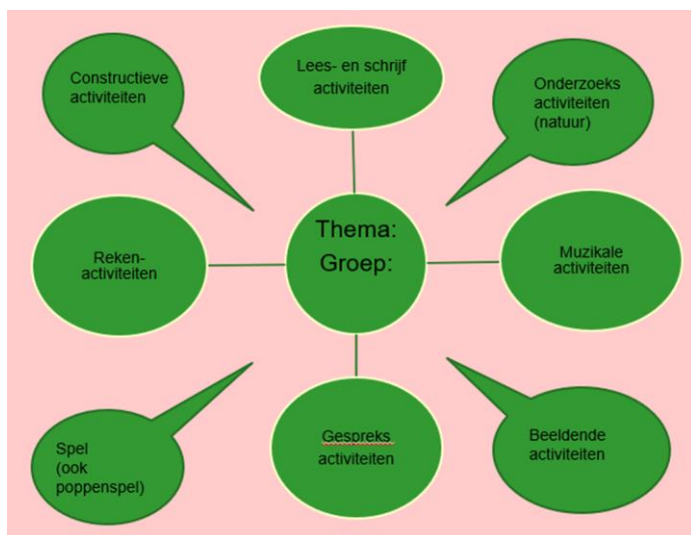 Constructieve
activiteiten
Lees- en schrijf
activiteiten
Onderzoeks
activiteiten
(natuur)
Reken-
activiteiten
Thema:
Groep:
Muzikale
activiteiten
Spel
(ook
poppenspel)
Gespreks
activiteiten
Beeldende
activiteiten